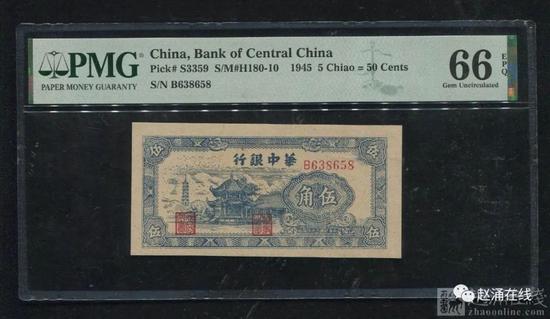 PMG
PAPER MONEY GUARANTY
China, Bank of Central China
Pick# S3359 S/M#H180-10 1945 5 Chiao = 50 Cents
S/N B638658
66 EPQ
Gem Uncirculated
伍 伍
行銀中華
B638658
伍角
伍 伍
赵涌在线
zhaoonline.com